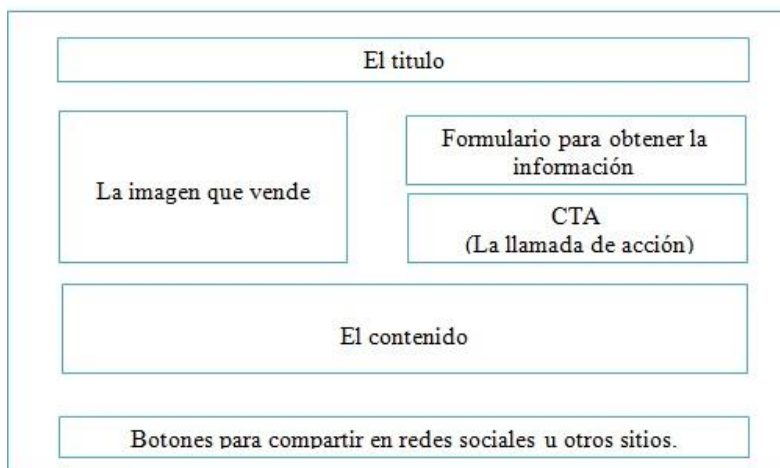 El titulo
La imagen que vende
Formulario para obtener la
información
CTA
(La llamada de acción)
El contenido
Botones para compartir en redes sociales u otros sitios.